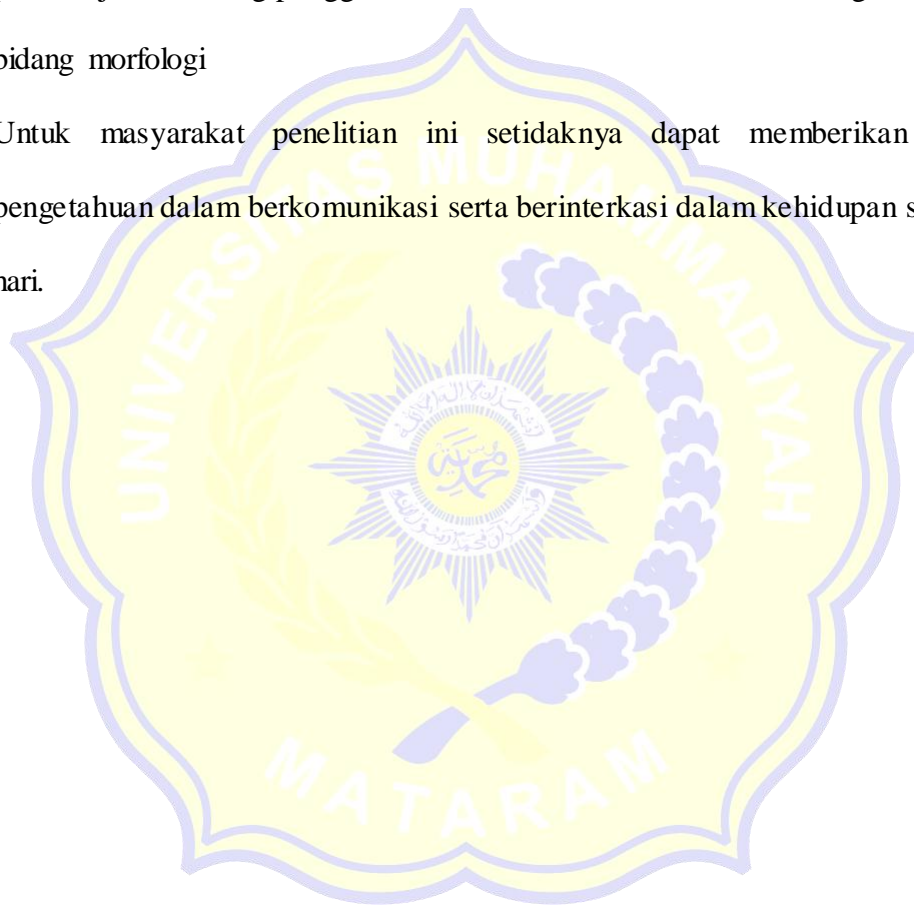 bidang morfologi
Untuk masyarakat penelitian ini setidaknya dapat memberikan
pengetahuan dalam berkomunikasi serta berinterkasi dalam kehidupan s
hari.
UNIVERSITAS MUHAMMADIYAH
MATARAM